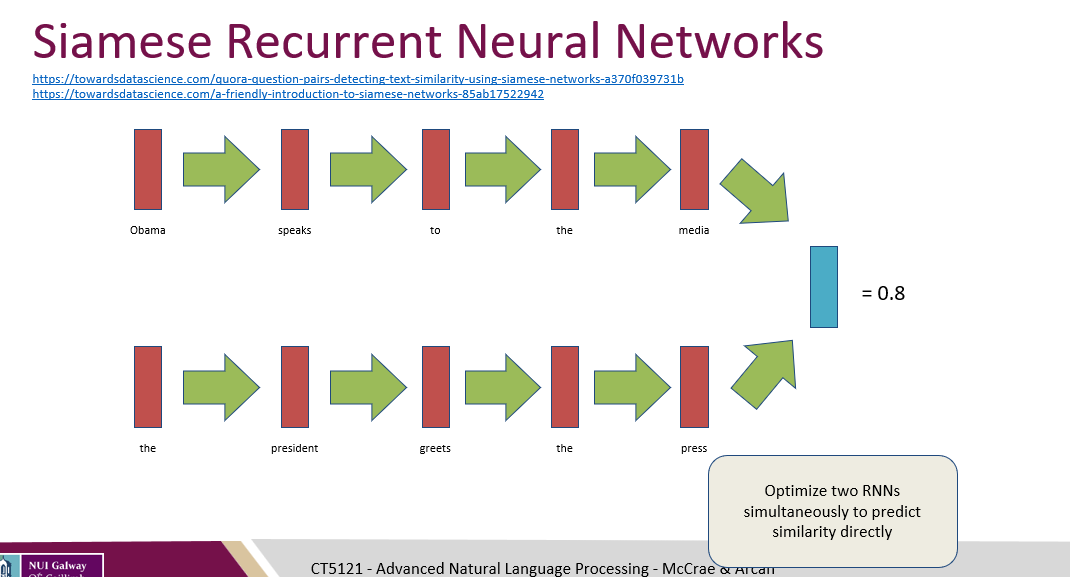 Siamese Recurrent Neural Networks
https://towardsdatascience.com/quora-question-pairs-detecting-text-similarity-using-siamese-networks-a370f039731b
https://towardsdatascience.com/a-friendly-introduction-to-siamese-networks-85ab17522942
Obama speaks to the media
= 0.8
the president greets the press
Optimize two RNNs
simultaneously to predict
similarity directly
NUI Galway
CT5121 - Advanced Natural Language Processing - McCrae & Arcan